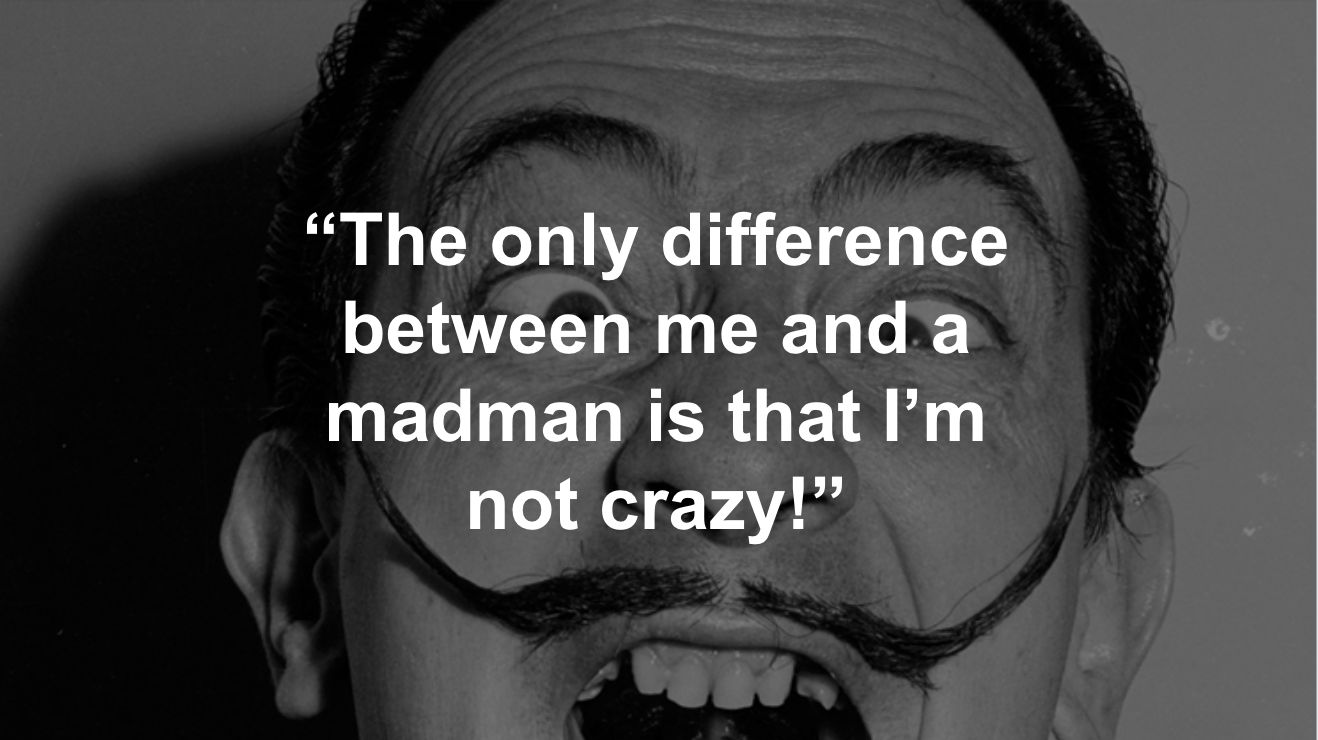 “The only difference
between me and a
madman is that I’m
not crazy!”